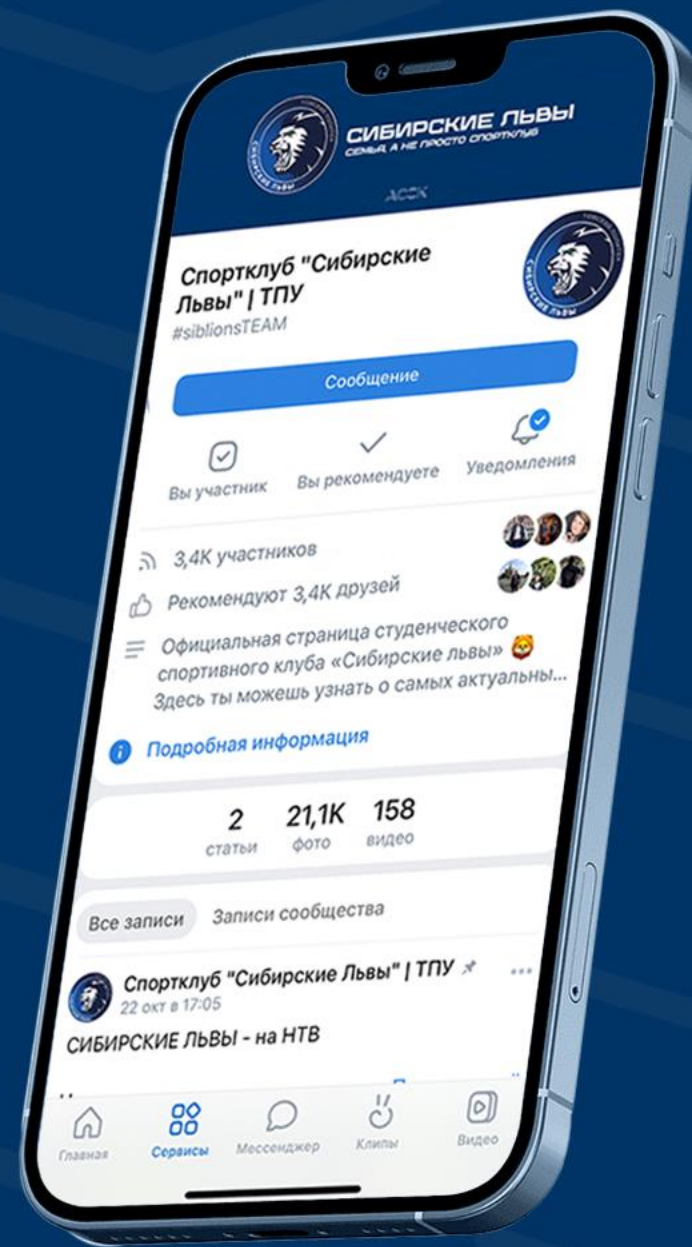 СИБИРСКИЕ ЛЬВЫ
СЕМЬЯ, А НЕ ПРОСТО СПОРТКЛУБ
АССК
Спортклуб "Сибирские
Львы" | ТПУ
#siblionsTEAM
СИБИРСКИЕ ЛЬВЫ
Сообщение
Вы участник
Вы рекомендуете
Уведомления
3,4K участников
Рекомендуют 3,4K друзей
Официальная страница студенческого
спортивного клуба «Сибирские львы» 🦁
Здесь ты можешь узнать о самых актуальны...
Подробная информация
2 21,1K 158
статьи фото видео
Все записи Записи сообщества
Спортклуб "Сибирские Львы" | ТПУ
22 окт в 17:05
СИБИРСКИЕ ЛЬВЫ - на НТВ
Главная Сервисы Мессенджер Клипы Видео